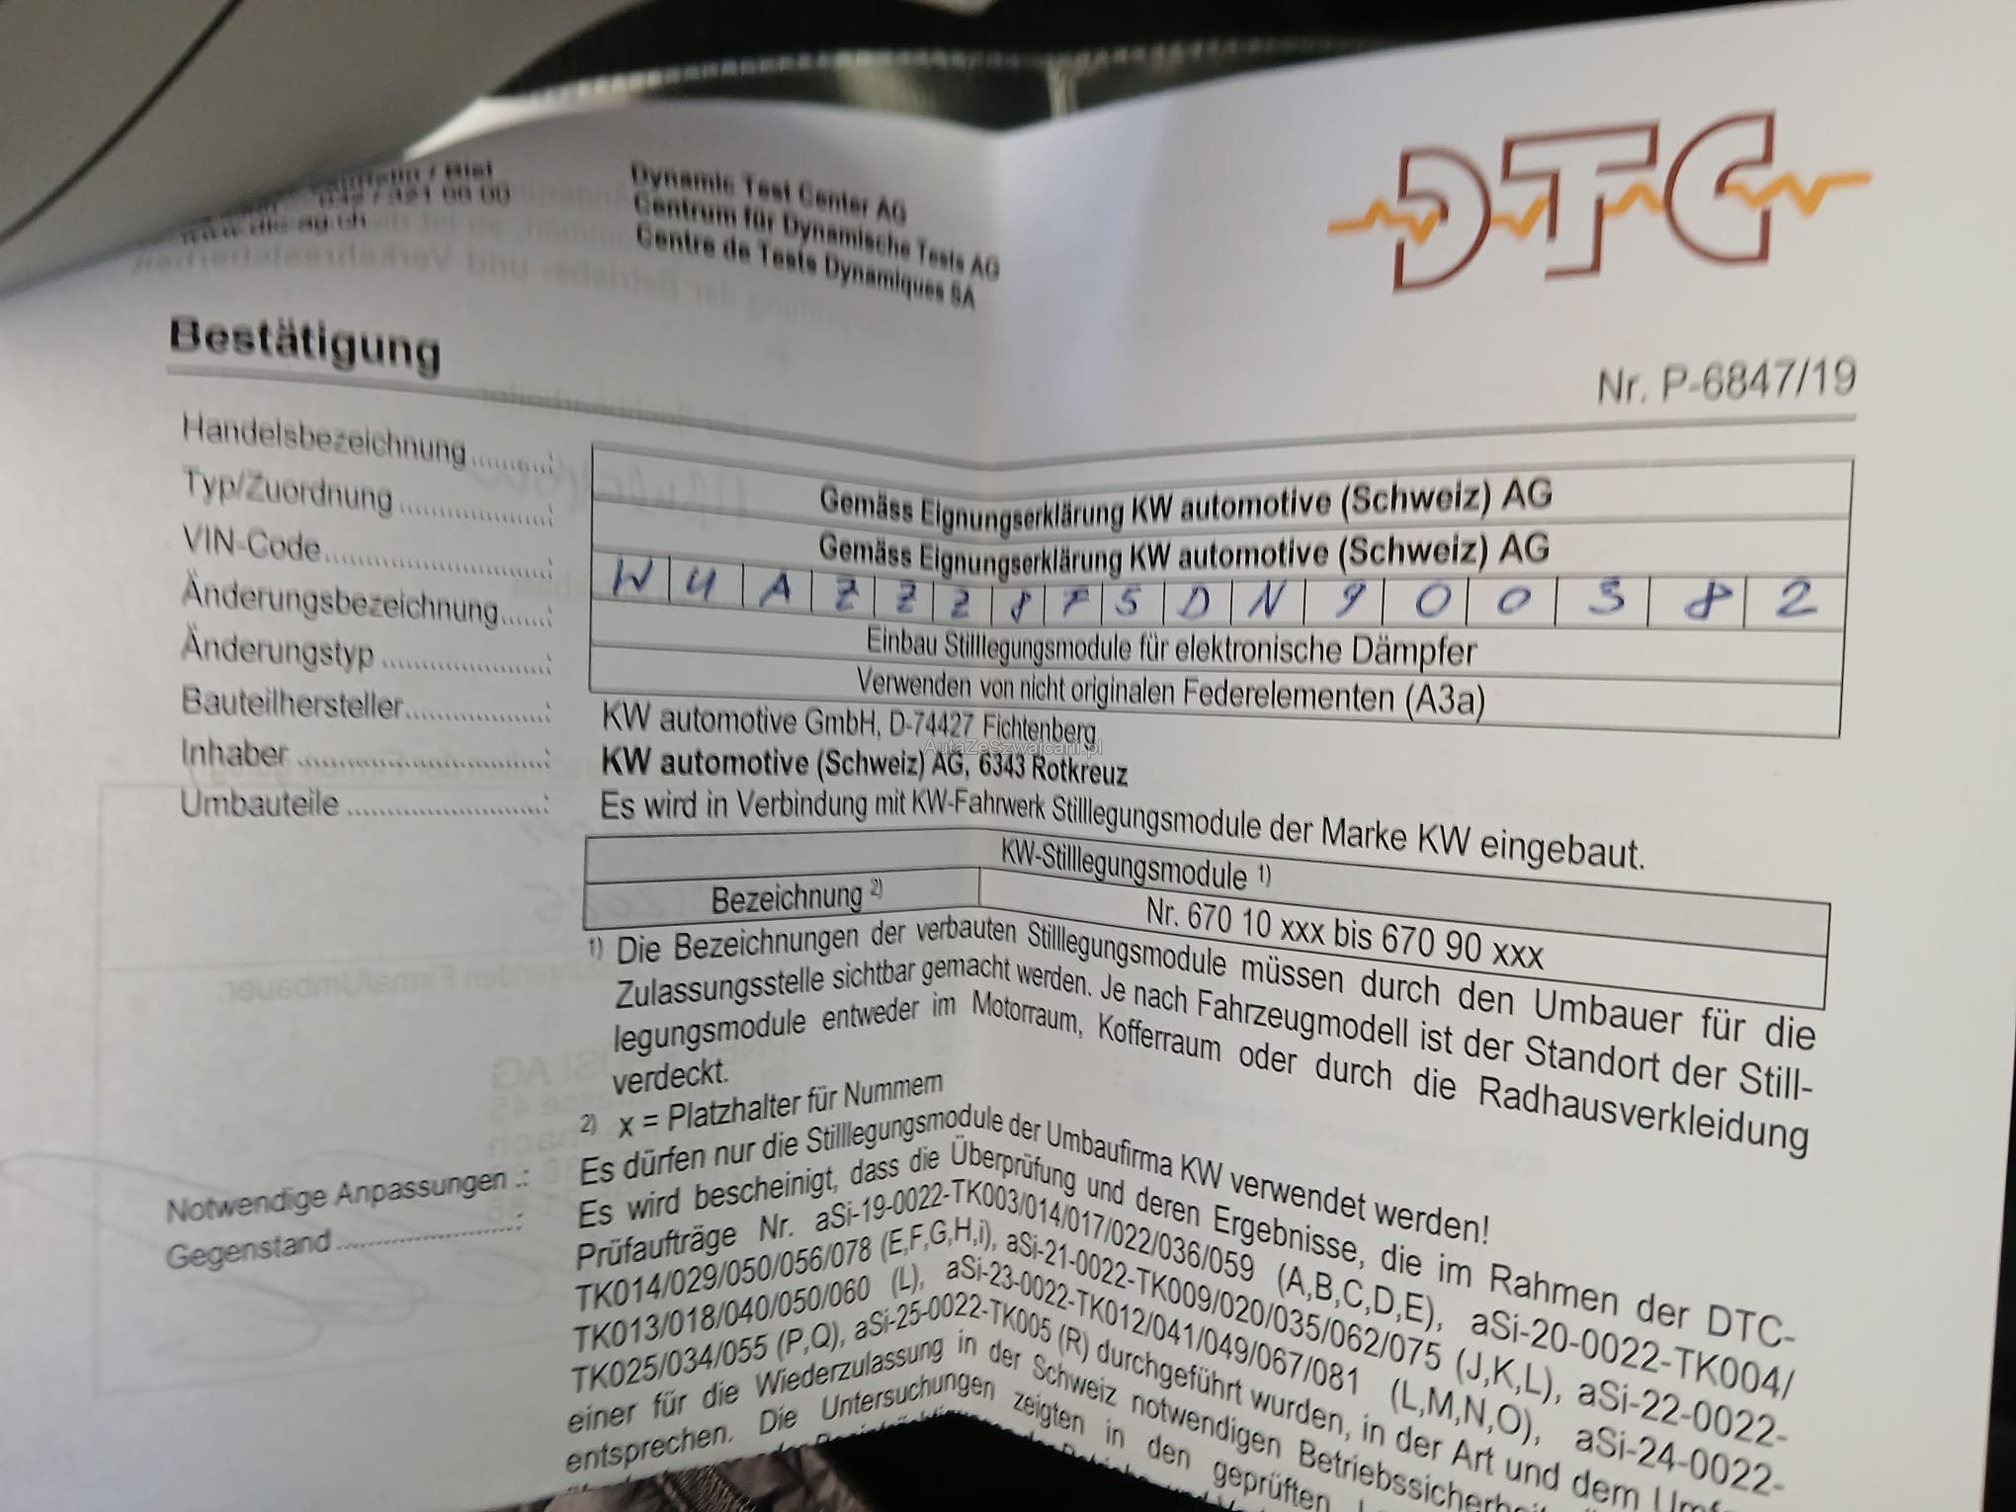 www.dtc-ag.ch
Dynamic Test Center AG
Centrum für Dynamische Tests AG
Centre de Tests Dynamiques SA
DTC
Bestätigung
Nr. P-6847/19
Handelsbezeichnung..........: Gemäss Eignungserklärung KW automotive (Schweiz) AG
Typ/Zuordnung....................: Gemäss Eignungserklärung KW automotive (Schweiz) AG
VIN-Code..............................: W U A Z Z Z 8 F 5 D N 9 0 0 3 8 2
Änderungsbezeichnung.......: Einbau Stilllegungsmodule für elektronische Dämpfer
Änderungstyp......................: Verwenden von nicht originalen Federelementen (A3a)
Bauteilhersteller...................: KW automotive GmbH, D-74427 Fichtenberg
AutaZeSzwajcarii.pl
Inhaber..................................: KW automotive (Schweiz) AG, 6343 Rotkreuz
Umbauteile..........................: Es wird in Verbindung mit KW-Fahrwerk Stilllegungsmodule der Marke KW eingebaut.
KW-Stilllegungsmodule 1)
Bezeichnung 2) Nr. 670 10 xxx bis 670 90 xxx
1) Die Bezeichnungen der verbauten Stilllegungsmodule müssen durch den Umbauer für die
Zulassungsstelle sichtbar gemacht werden. Je nach Fahrzeugmodell ist der Standort der Still-
legungsmodule entweder im Motorraum, Kofferraum oder durch die Radhausverkleidung
verdeckt.
2) x = Platzhalter für Nummern
Notwendige Anpassungen .: Es dürfen nur die Stilllegungsmodule der Umbaufirma KW verwendet werden!
Gegenstand.........................: Es wird bescheinigt, dass die Überprüfung und deren Ergebnisse, die im Rahmen der DTC-
Prüfaufträge Nr. aSi-19-0022-TK003/014/017/022/036/059 (A,B,C,D,E), aSi-20-0022-TK004/
TK014/029/050/056/078 (E,F,G,H,i), aSi-21-0022-TK009/020/035/062/075 (J,K,L), aSi-22-0022-
TK013/018/040/050/060 (L), aSi-23-0022-TK012/041/049/067/081 (L,M,N,O), aSi-24-0022-
TK025/034/055 (P,Q), aSi-25-0022-TK005 (R) durchgeführt wurden, in der Art und dem
einer für die Wiederzulassung in der Schweiz notwendigen
entsprechen. Die Untersuchungen zeigten in den geprüften